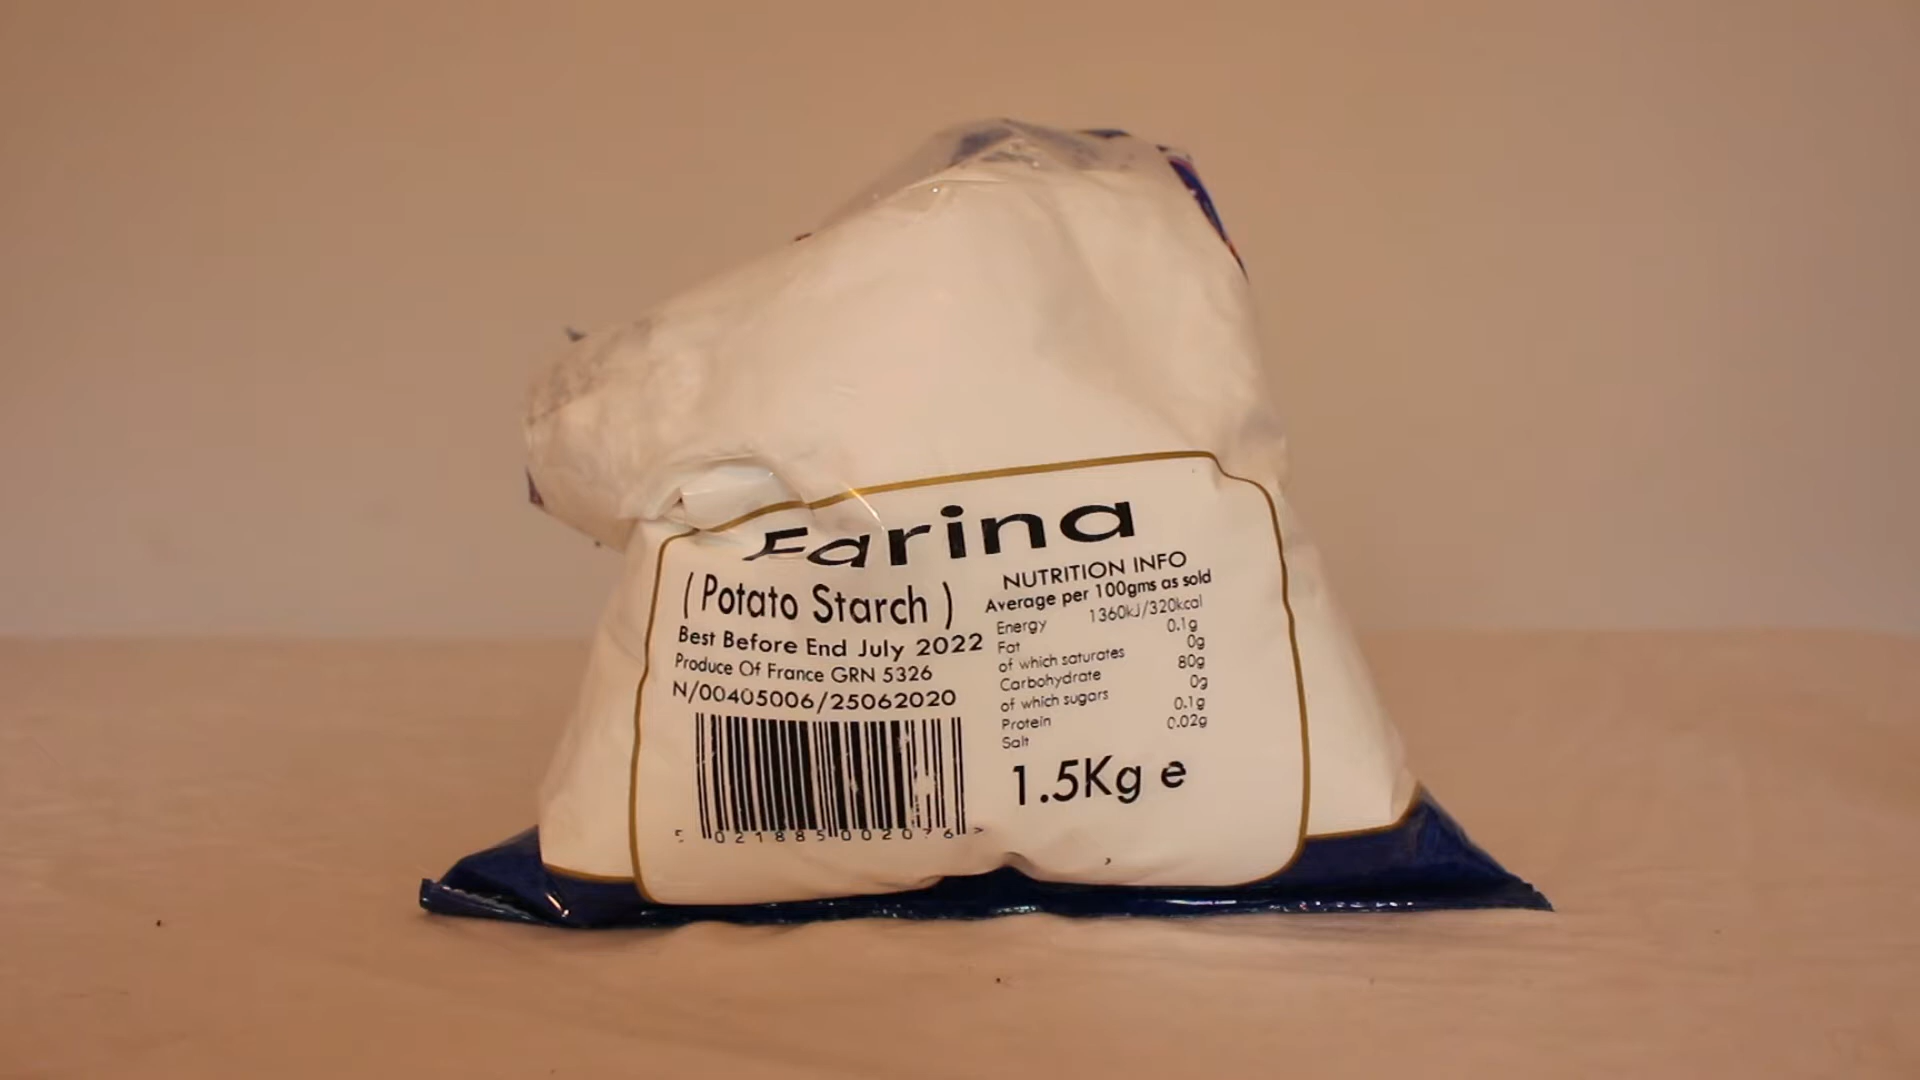 Farina
( Potato Starch )
Best Before End July 2022
Produce Of France GRN 5326
N/00405006/25062020
NUTRITION INFO
Average per 100gms as sold
Energy 1360kJ/320kcal
Fat 0.1g
of which saturates 0g
Carbohydrate 80g
of which sugars 0g
Protein 0.1g
Salt 0.02g
1.5Kg e